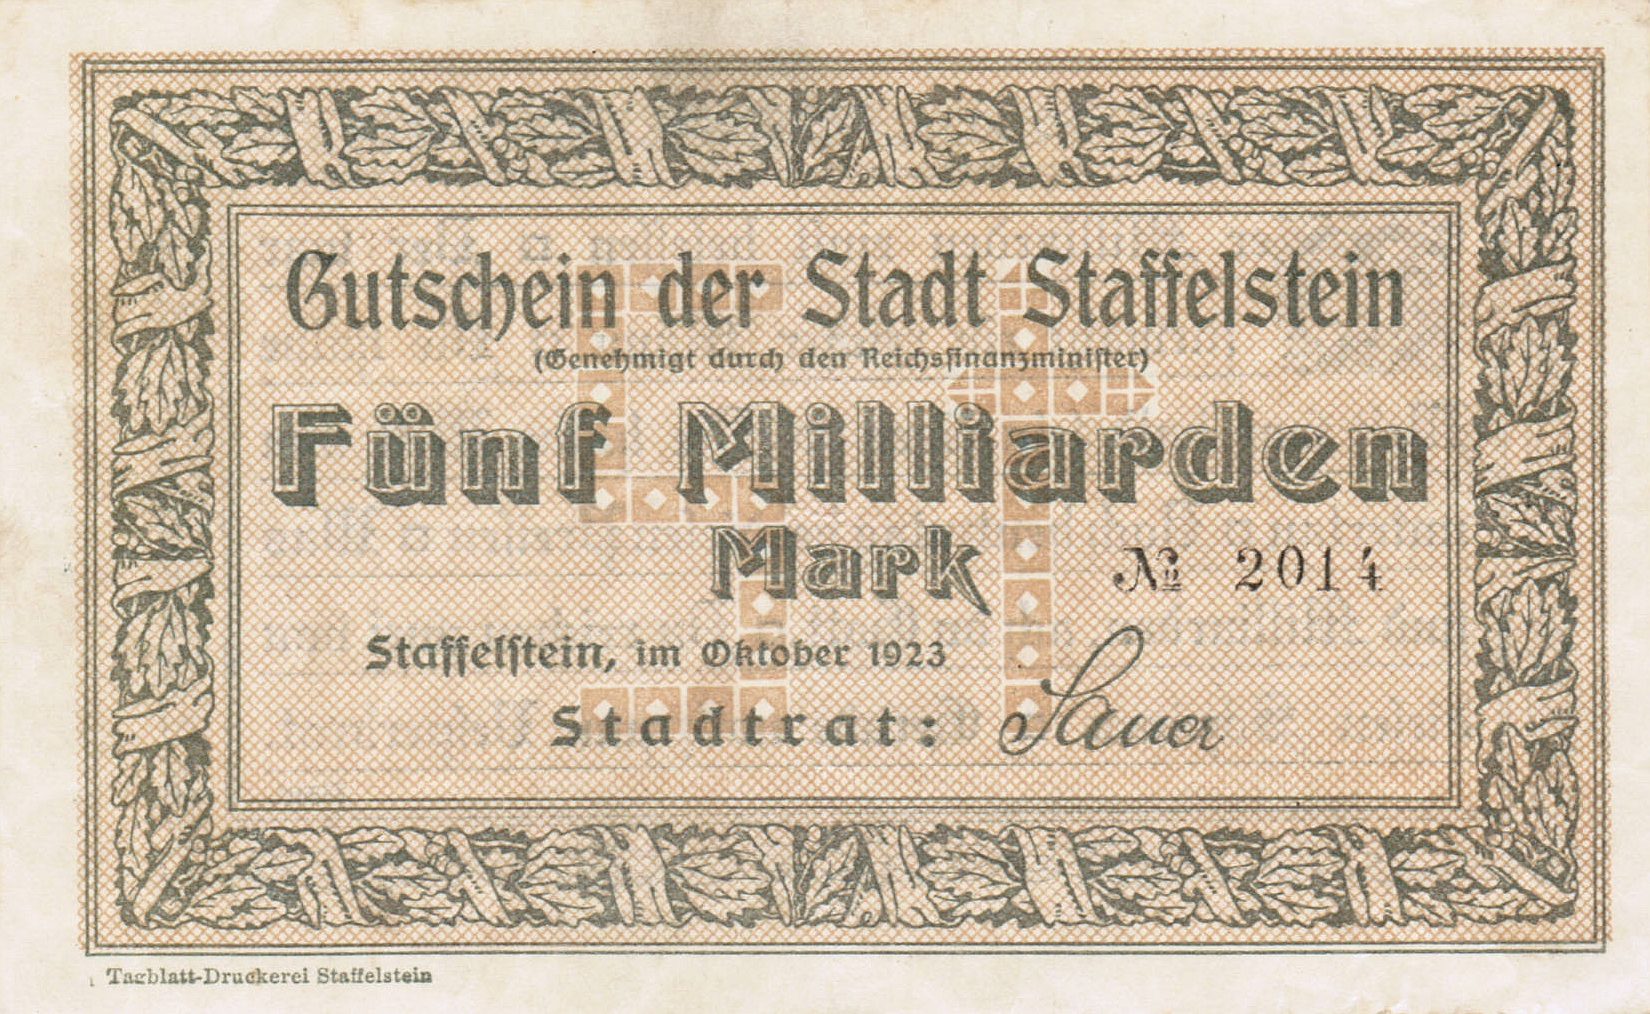 Gutschein der Stadt Staffelstein
(Genehmigt durch den Reichsfinanzminister)
Fünf Milliarden
Mark
№ 2014
Staffelstein, im Oktober 1923
Stadtrat: Sauer
Tagblatt-Druckerei Staffelstein